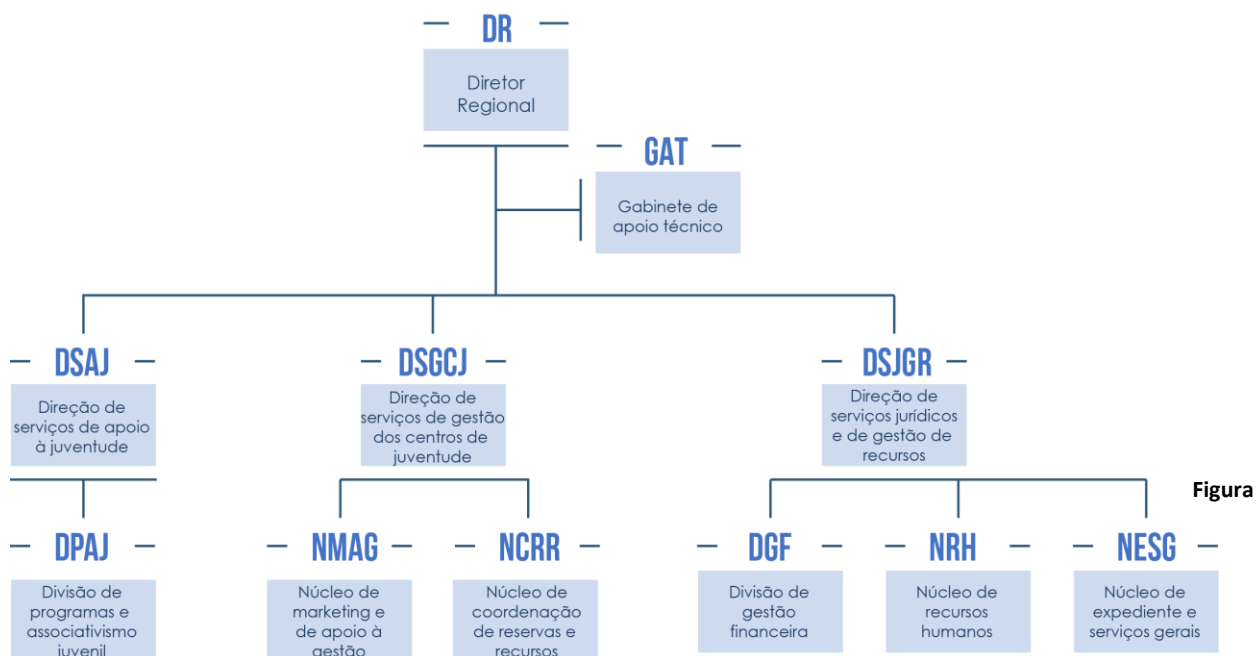 DR
Diretor
Regional
GAT
Gabinete de
apoio técnico
DSAJ
Direção de
serviços de apoio
à juventude
DSGCJ
Direção de
serviços de gestão
dos centros de
juventude
DSJGR
Direção de
serviços jurídicos
e de gestão de
recursos
Figura
DPAJ
Divisão de
programas e
associativismo
juvenil
NMAG
Núcleo de
marketing e
de apoio à
gestão
NCRR
Núcleo de
coordenação
de reservas e
recursos
DGF
Divisão de
gestão
financeira
NRH
Núcleo de
recursos
humanos
NESG
Núcleo de
expediente e
serviços gerais